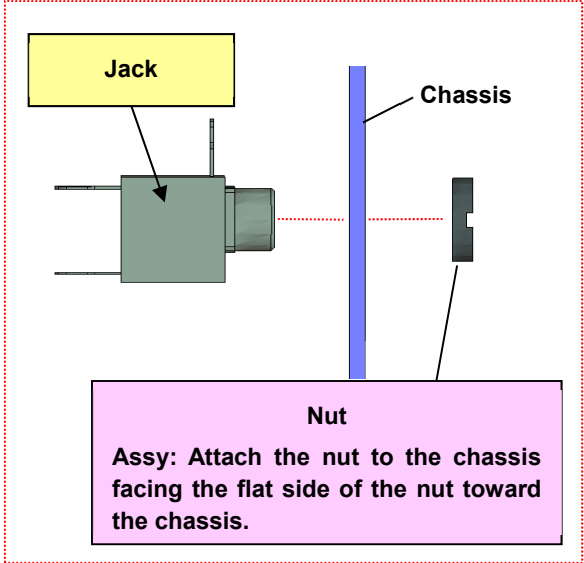 Jack
Chassis
Nut
Assy: Attach the nut to the chassis
facing the flat side of the nut toward
the chassis.